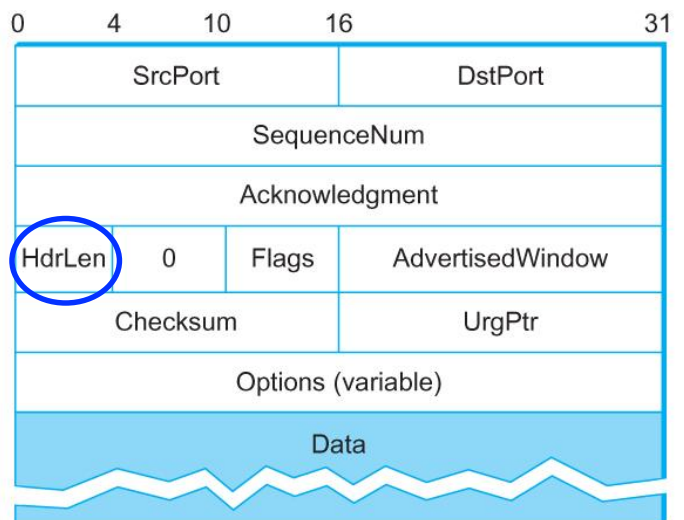 0 4 10 16 31
SrcPort DstPort
SequenceNum
Acknowledgment
HdrLen 0 Flags AdvertisedWindow
Checksum UrgPtr
Options (variable)
Data